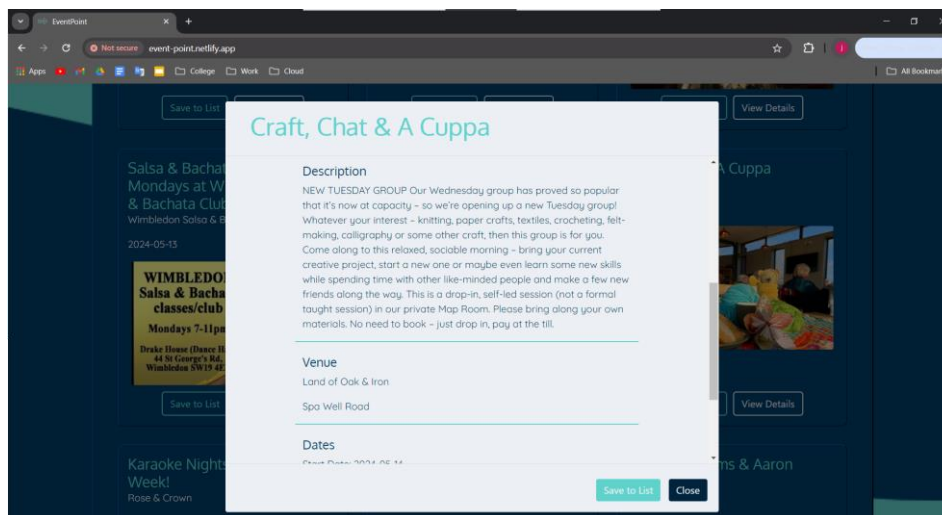 EventPoint
Not secure
event-point.netlify.app
Apps
College
Work
Cloud
All Bookmar
Save to List
View Details
Craft, Chat & A Cuppa
Description
NEW TUESDAY GROUP Our Wednesday group has proved so popular
that it's now at capacity – so we're opening up a new Tuesday group!
Whatever your interest – knitting, paper crafts, textiles, crocheting, felt-
making, calligraphy or some other craft, then this group is for you.
Come along to this relaxed, sociable morning – bring your current
creative project, start a new one or maybe even learn some new skills
while spending time with other like-minded people and make a few new
friends along the way. This is a drop-in, self-led session (not a formal
taught session) in our private Map Room. Please bring along your own
materials. No need to book – just drop in, pay at the till.
Venue
Land of Oak & Iron
Spa Well Road
Dates
Start Date: 2024-05-14
Save to List
Close
Salsa & Bachat
Mondays at W
& Bachata Club
Wimbledon Salsa & B
2024-05-13
WIMBLEDO
Salsa & Bacha
classes/club
Mondays 7-11pm
Drake House (Dance H
44 St George's Rd,
Wimbledon SW19 4E
Save to List
A Cuppa
View Details
Karaoke Nights
Week!
Rose & Crown
ms & Aaron